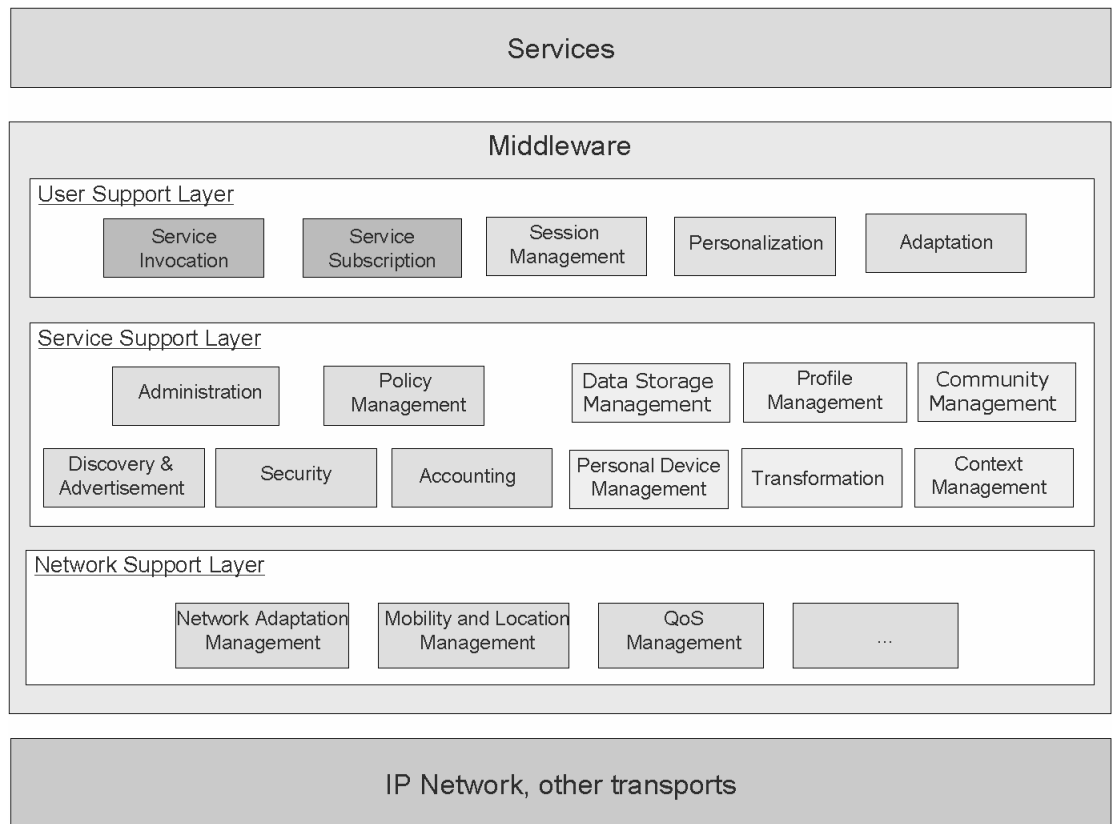 Services
Middleware
User Support Layer
Service
Invocation
Service
Subscription
Session
Management
Personalization
Adaptation
Service Support Layer
Administration
Policy
Management
Data Storage
Management
Profile
Management
Community
Management
Discovery &
Advertisement
Security
Accounting
Personal Device
Management
Transformation
Context
Management
Network Support Layer
Network Adaptation
Management
Mobility and Location
Management
QoS
Management
...
IP Network, other transports